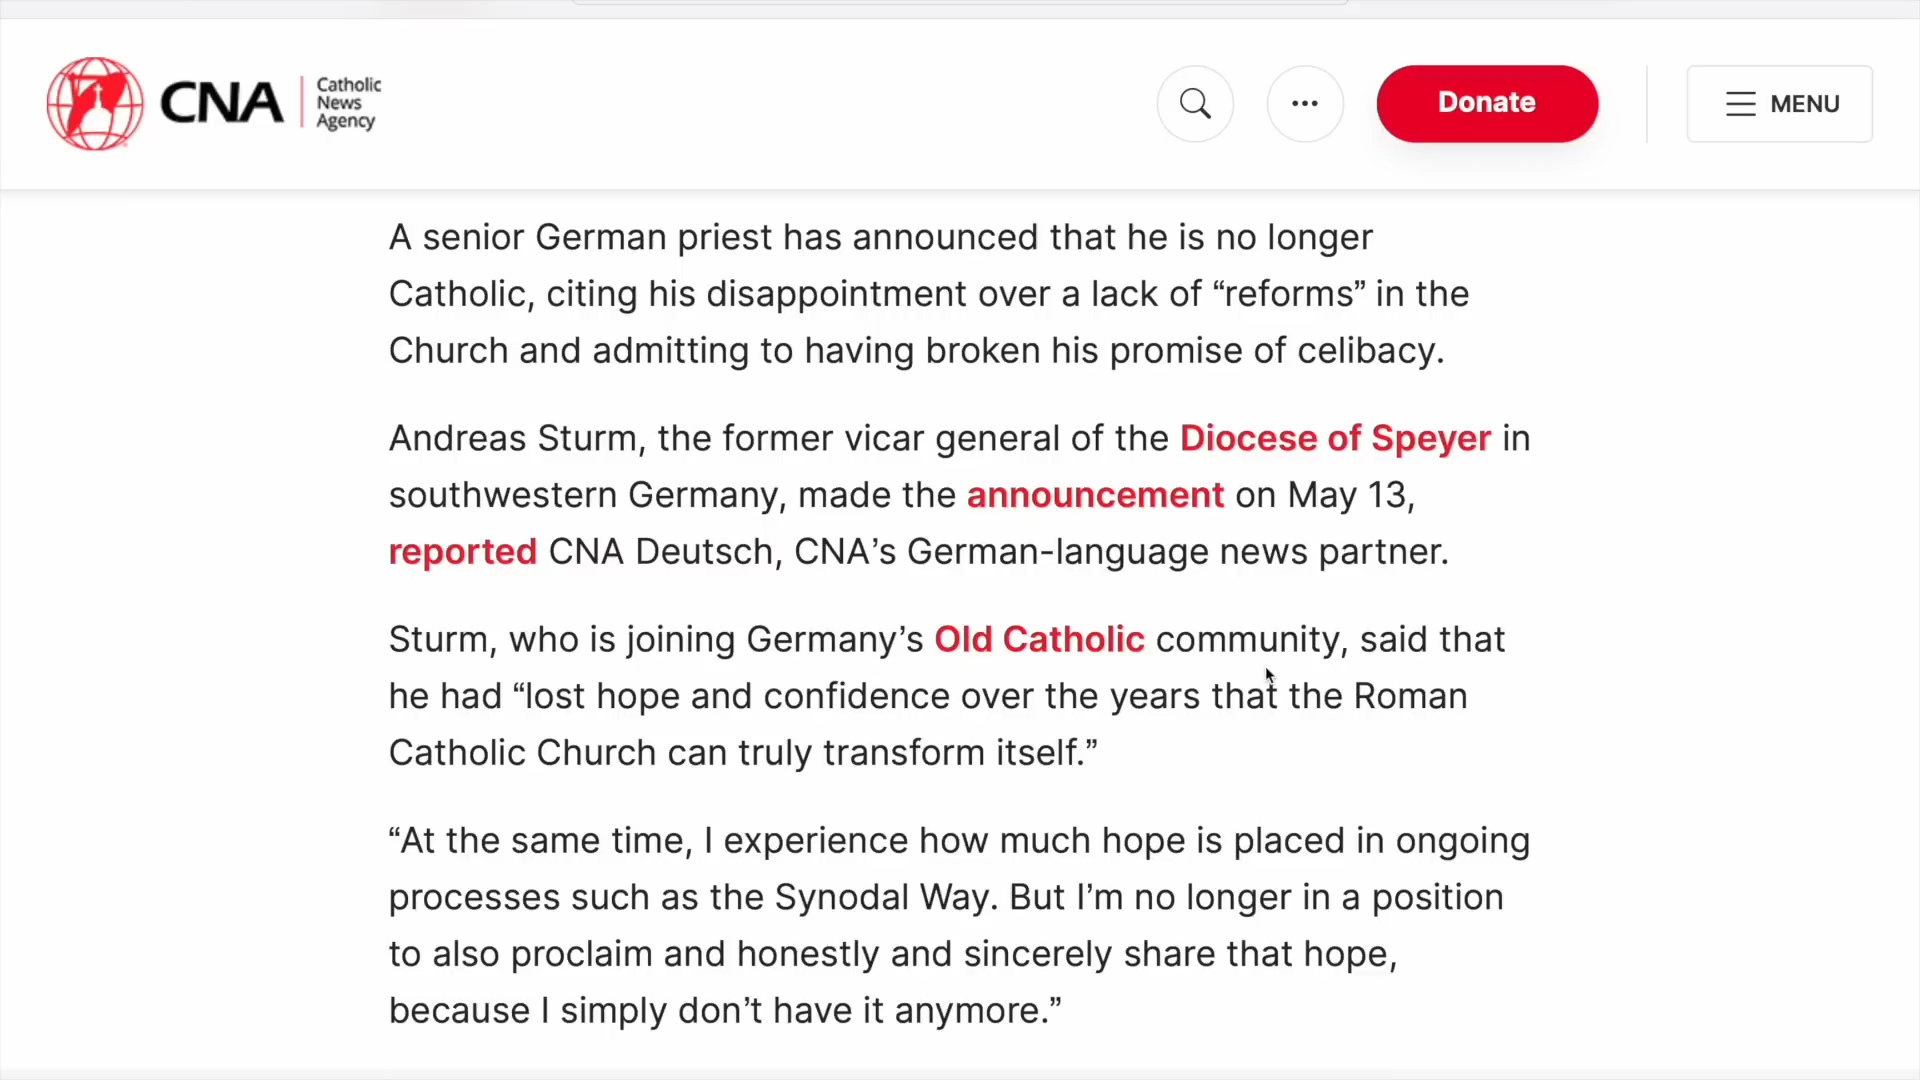 CNA
Catholic
News
Agency
Donate
MENU
A senior German priest has announced that he is no longer
Catholic, citing his disappointment over a lack of “reforms” in the
Church and admitting to having broken his promise of celibacy.
Andreas Sturm, the former vicar general of the Diocese of Speyer in
southwestern Germany, made the announcement on May 13,
reported CNA Deutsch, CNA’s German-language news partner.
Sturm, who is joining Germany’s Old Catholic community, said that
he had “lost hope and confidence over the years that the Roman
Catholic Church can truly transform itself.”
“At the same time, I experience how much hope is placed in ongoing
processes such as the Synodal Way. But I’m no longer in a position
to also proclaim and honestly and sincerely share that hope,
because I simply don’t have it anymore.”